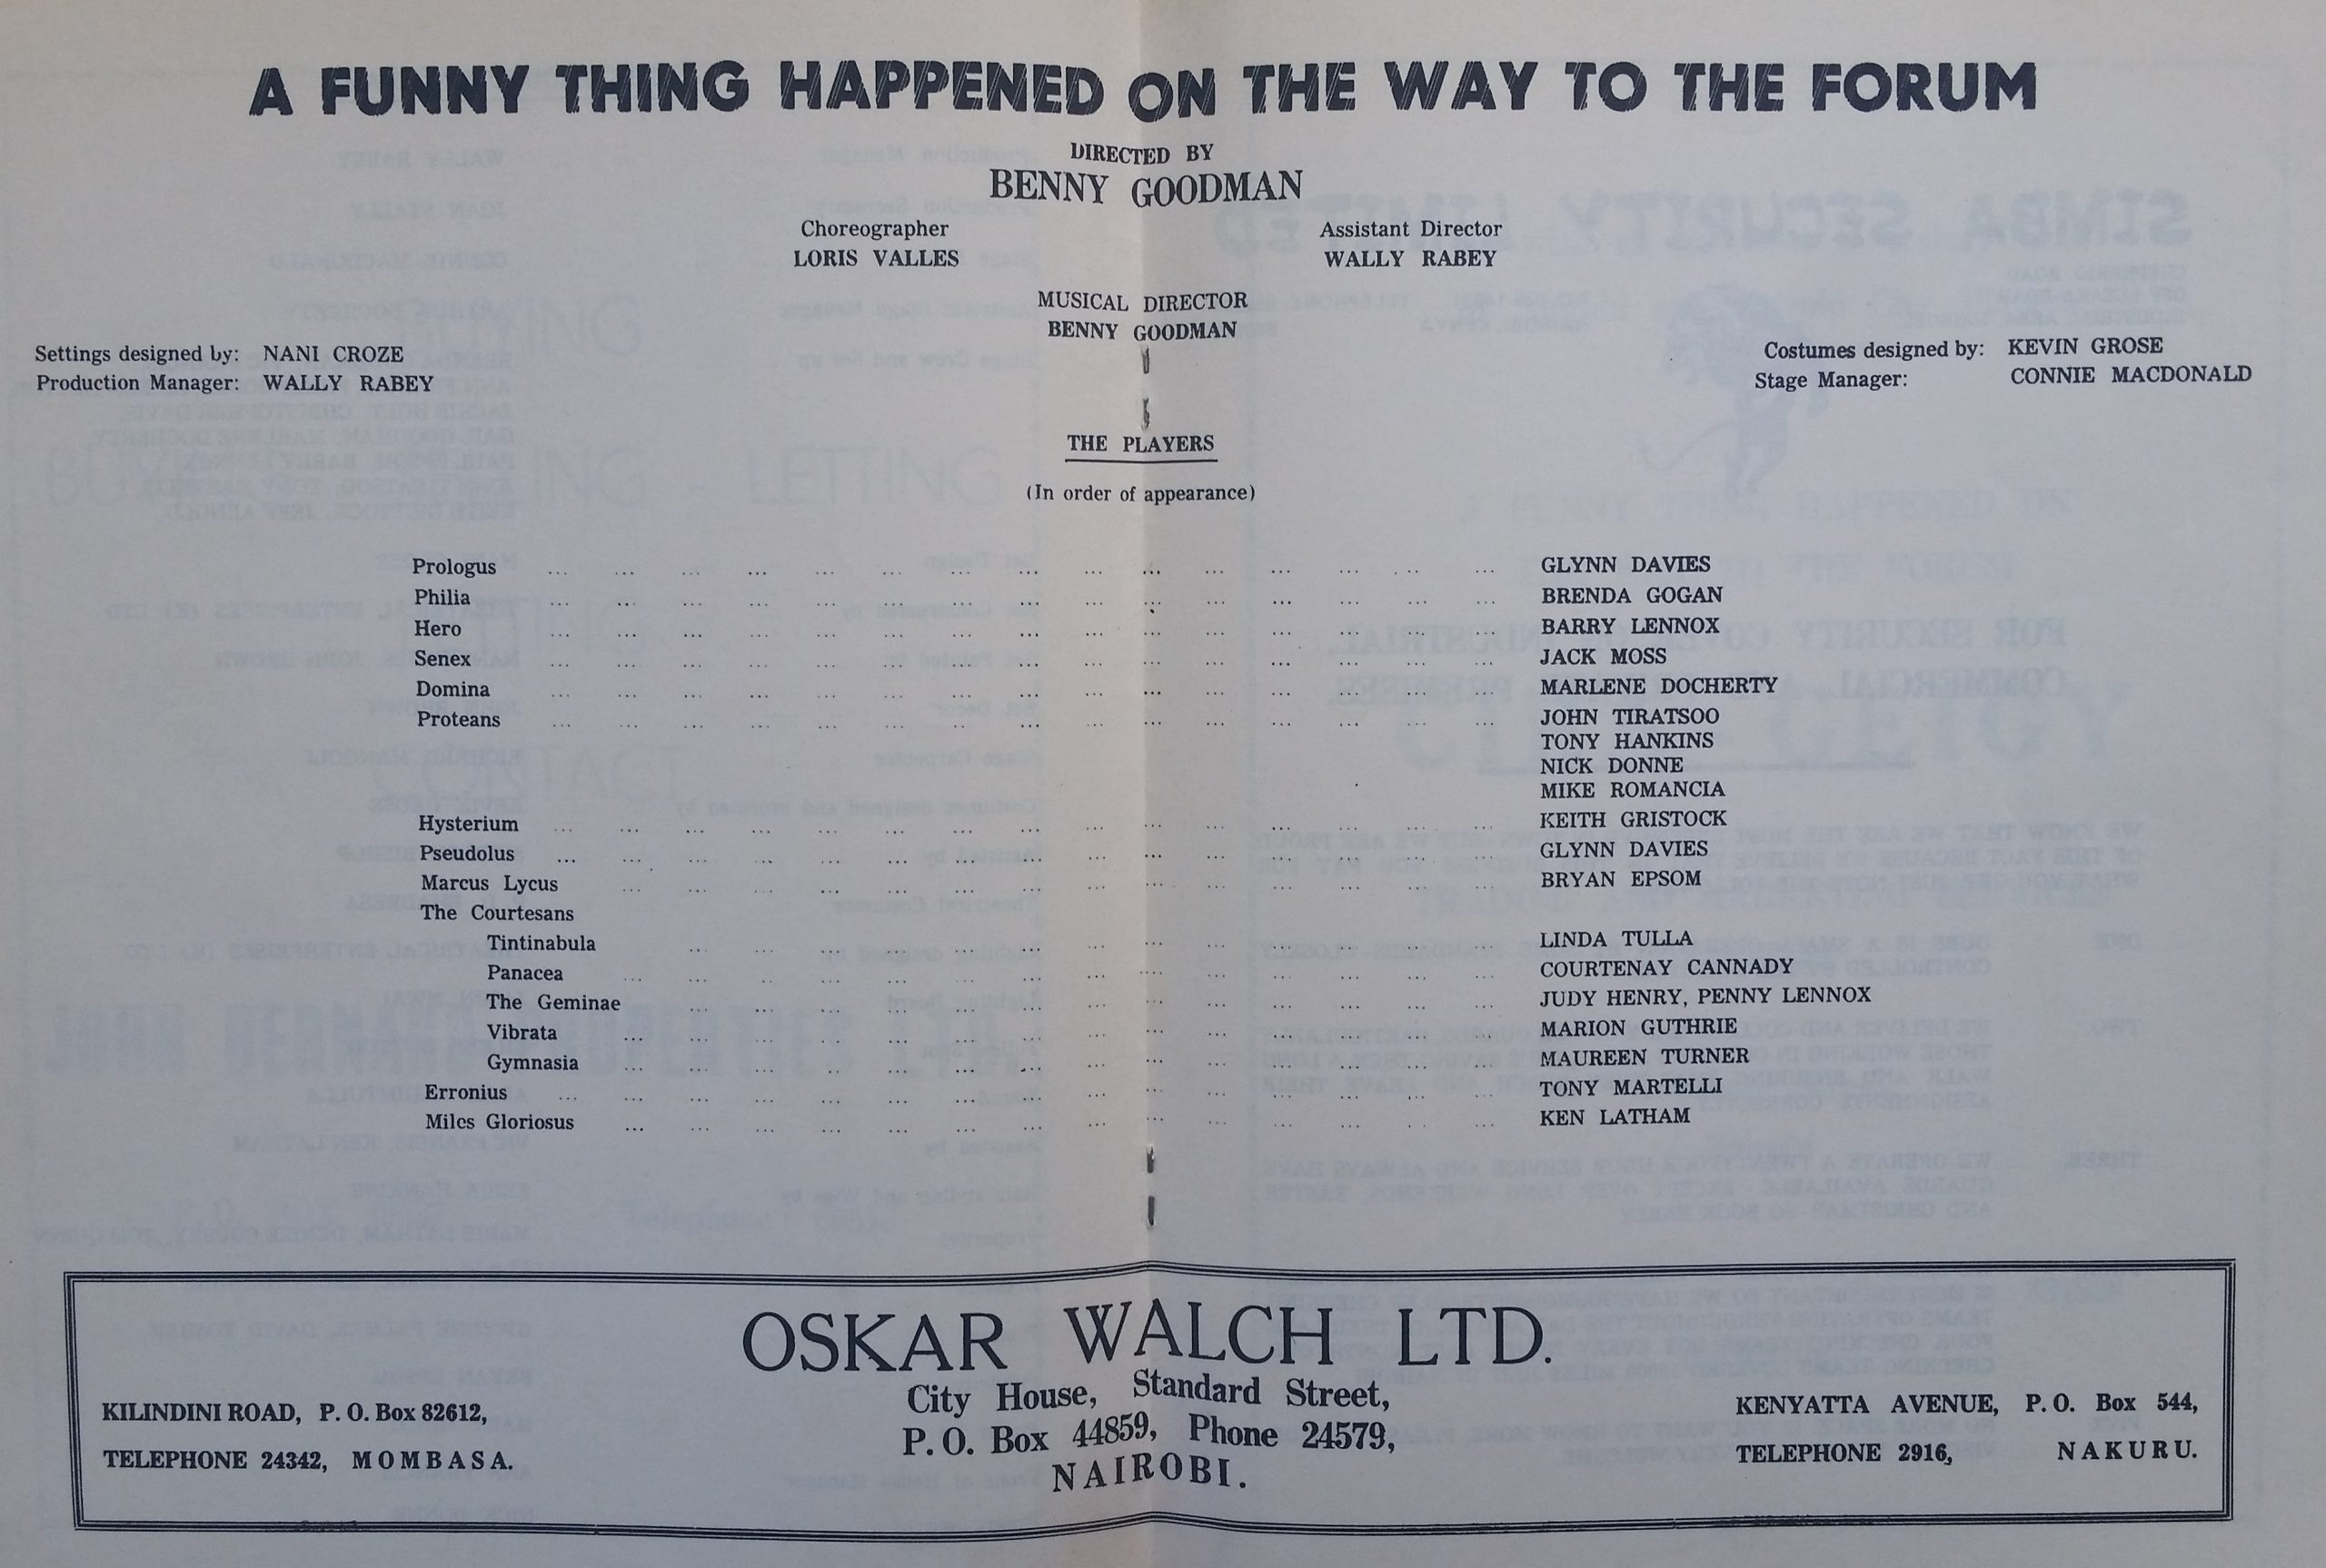 A FUNNY THING HAPPENED ON THE WAY TO THE FORUM
DIRECTED BY
BENNY GOODMAN
Choreographer Assistant Director
LORIS VALLES WALLY RABEY
MUSICAL DIRECTOR
BENNY GOODMAN
Settings designed by: NANI CROZE Costumes designed by: KEVIN GROSE
Production Manager: WALLY RABEY Stage Manager: CONNIE MACDONALD
THE PLAYERS
(In order of appearance)
Prologus ... GLYNN DAVIES
Philia ... BRENDA GOGAN
Hero ... BARRY LENNOX
Senex ... JACK MOSS
Domina ... MARLENE DOCHERTY
Proteans ... JOHN TIRATSOO
TONY HANKINS
NICK DONNE
MIKE ROMANCIA
Hysterium ... KEITH GRISTOCK
Pseudolus ... GLYNN DAVIES
Marcus Lycus ... BRYAN EPSOM
The Courtesans
Tintinabula ... LINDA TULLA
Panacea ... COURTENAY CANNADY
The Geminae ... JUDY HENRY, PENNY LENNOX
Vibrata ... MARION GUTHRIE
Gymnasia ... MAUREEN TURNER
Erronius ... TONY MARTELLI
Miles Gloriosus ... KEN LATHAM
OSKAR WALCH LTD.
City House, Standard Street,
P.O. Box 44859, Phone 24579,
NAIROBI.
KILINDINI ROAD, P.O. Box 82612,
TELEPHONE 24342, MOMBASA.
KENYATTA AVENUE, P.O. Box 544,
TELEPHONE 2916, NAKURU.